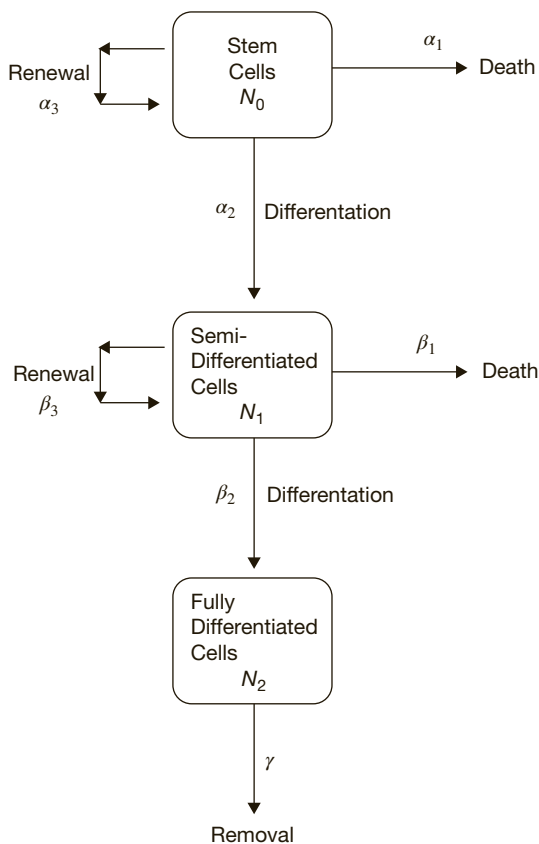 Stem
Cells
N₀
α₁
Death
Renewal
α₃
α₂
Differentation
Semi-
Differentiated
Cells
N₁
β₁
Death
Renewal
β₃
β₂
Differentation
Fully
Differentiated
Cells
N₂
γ
Removal